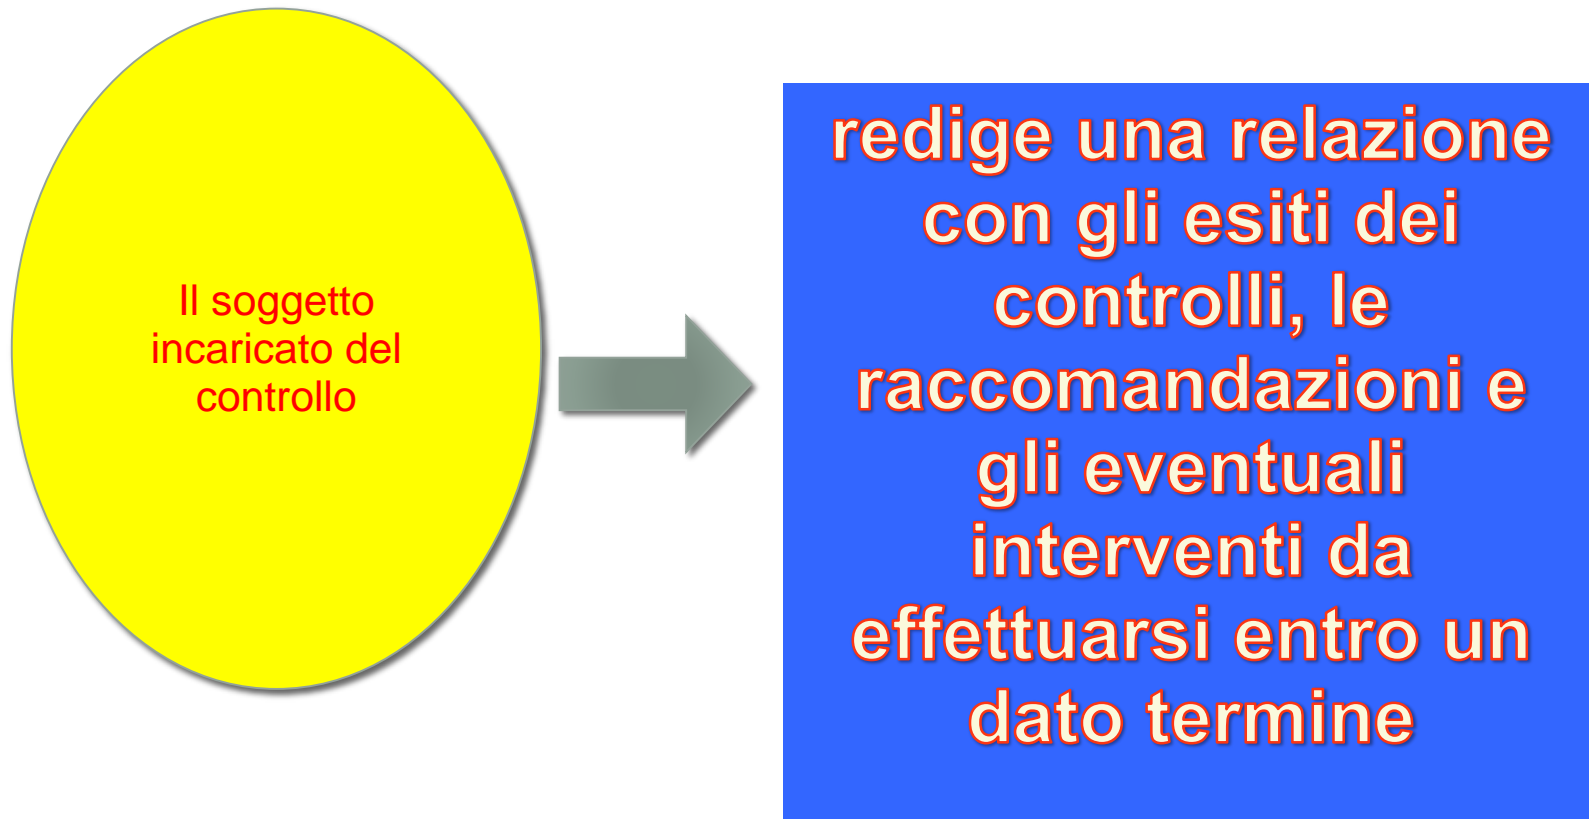 Il soggetto
incaricato del
controllo
redige una relazione
con gli esiti dei
controlli, le
raccomandazioni e
gli eventuali
interventi da
effettuarsi entro un
dato termine